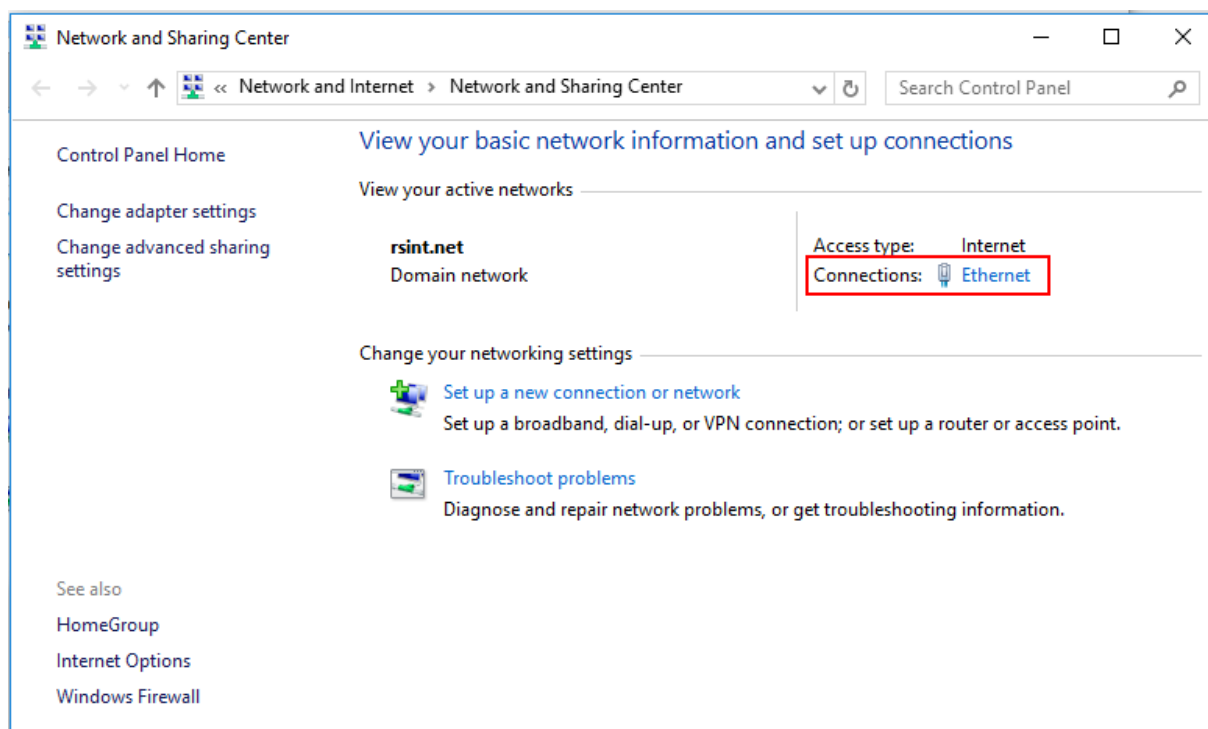 Network and Sharing Center
« Network and Internet › Network and Sharing Center
Search Control Panel
Control Panel Home
Change adapter settings
Change advanced sharing
settings
View your basic network information and set up connections
View your active networks
rsint.net
Domain network
Access type: Internet
Connections: Ethernet
Change your networking settings
Set up a new connection or network
Set up a broadband, dial-up, or VPN connection; or set up a router or access point.
Troubleshoot problems
Diagnose and repair network problems, or get troubleshooting information.
See also
HomeGroup
Internet Options
Windows Firewall